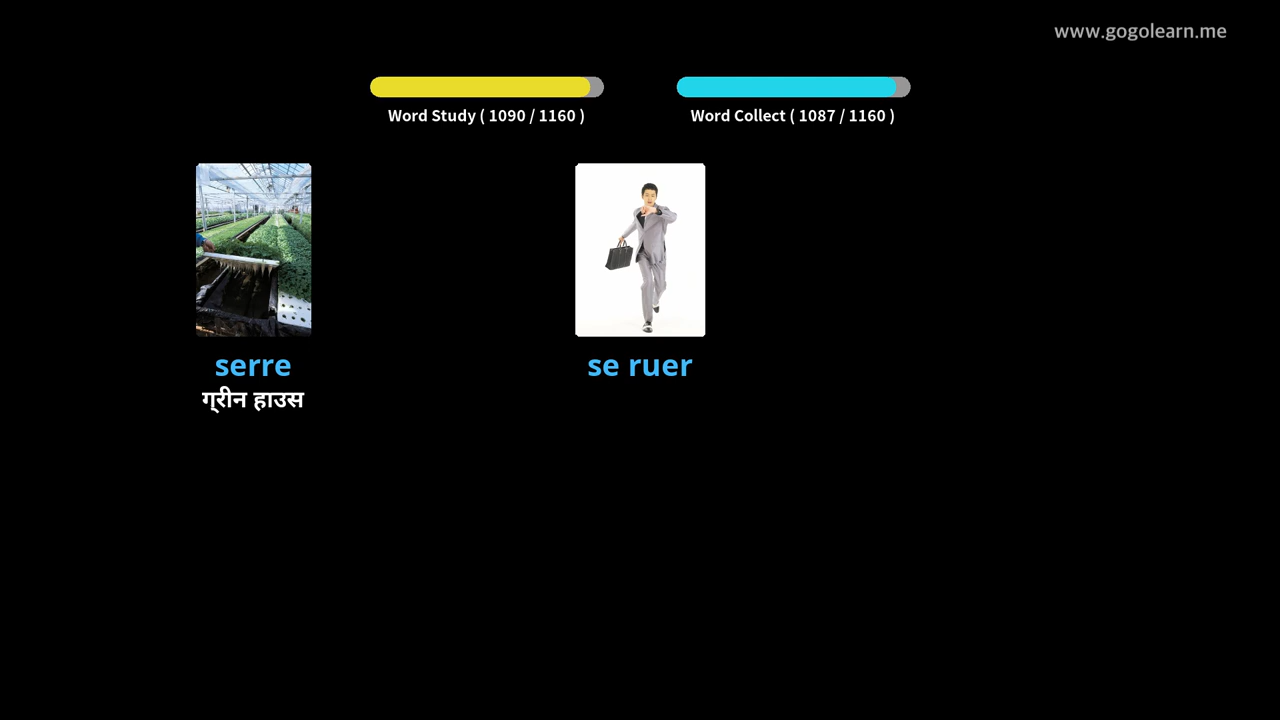 www.gogolearn.me
Word Study ( 1090 / 1160 )
Word Collect ( 1087 / 1160 )
serre
ग्रीन हाउस
se ruer